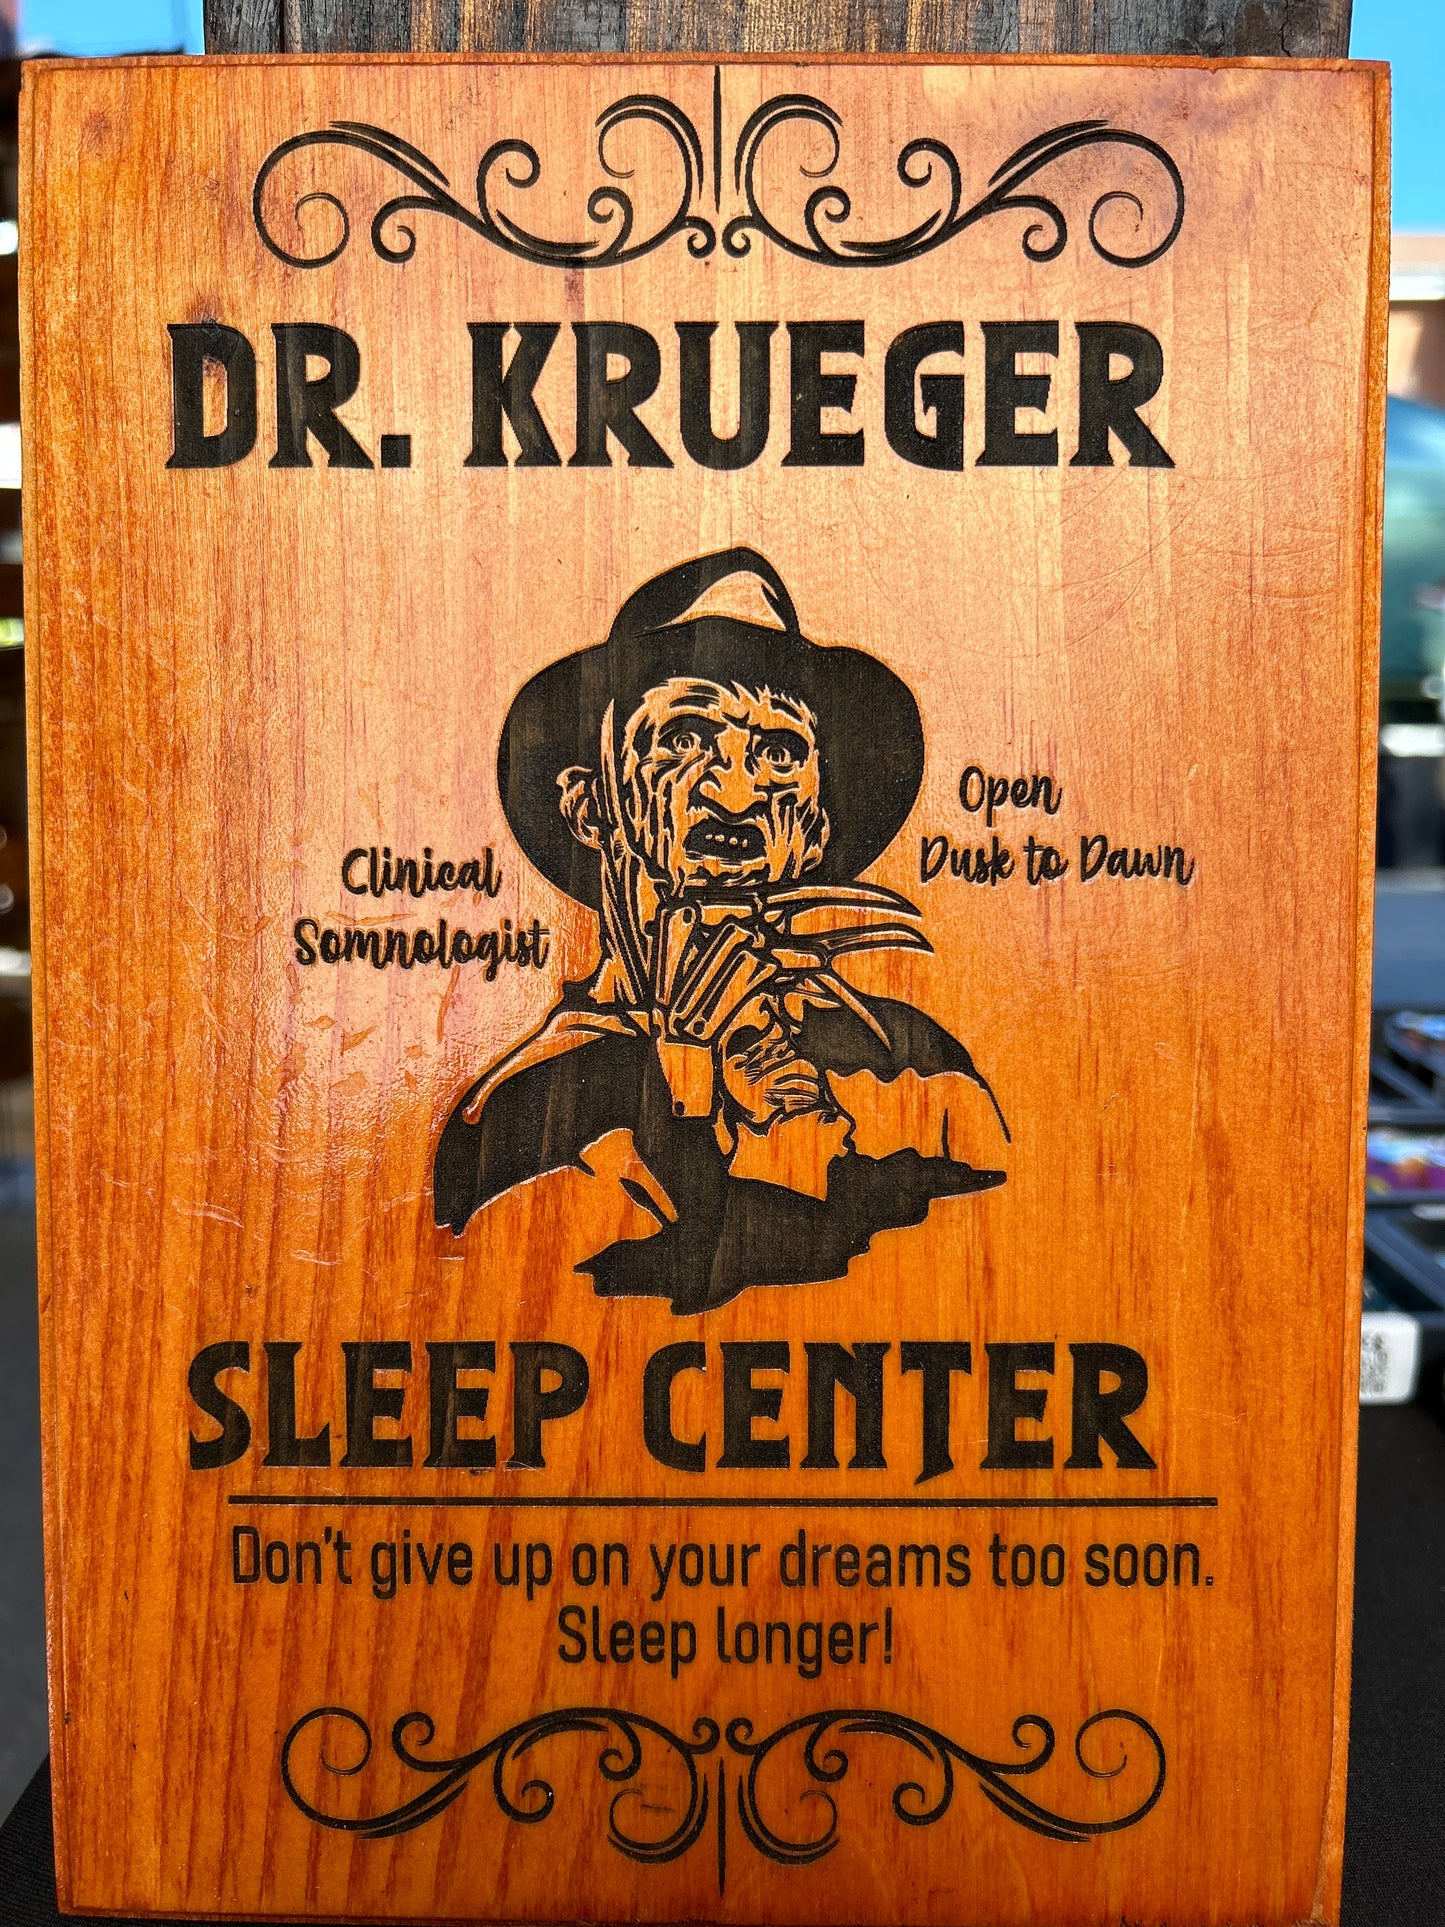 DR. KRUEGER
Clinical
Somnologist
Open
Dusk to Dawn
SLEEP CENTER
Don't give up on your dreams too soon.
Sleep longer!